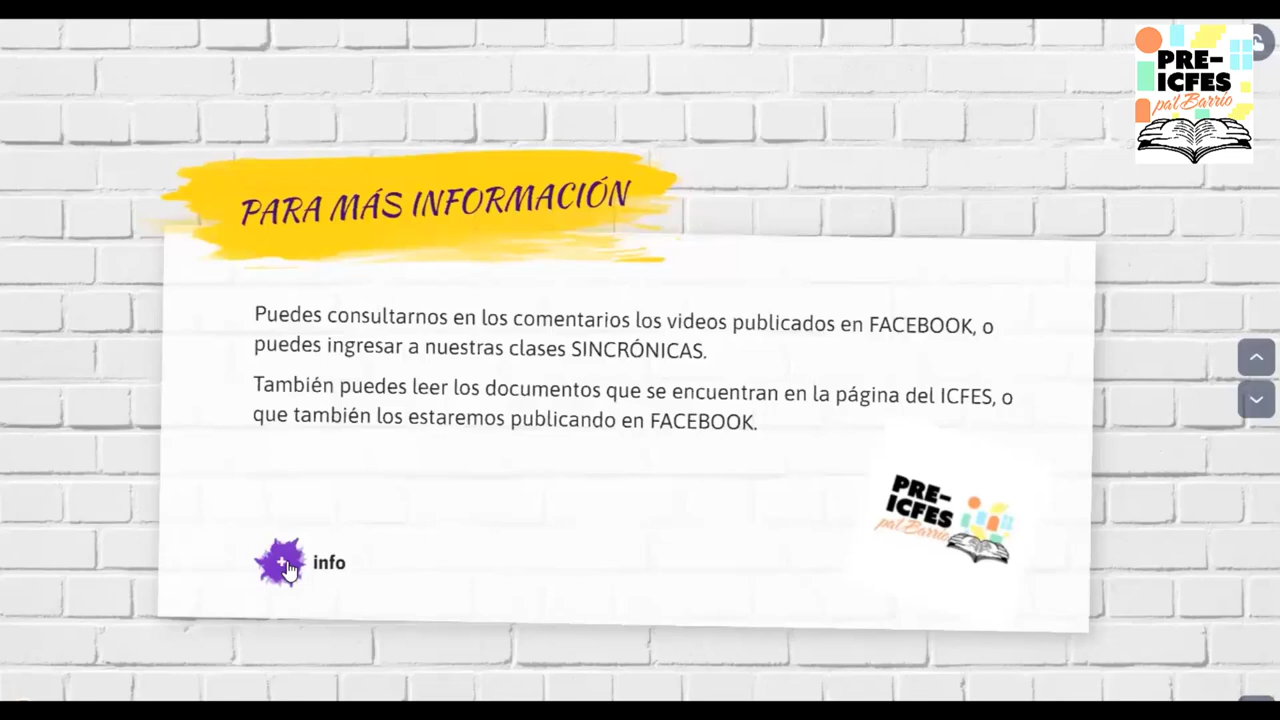 PRE-
ICFES
pa'l Barrio
PARA MÁS INFORMACIÓN
Puedes consultarnos en los comentarios los videos publicados en FACEBOOK, o
puedes ingresar a nuestras clases SINCRÓNICAS.
También puedes leer los documentos que se encuentran en la página del ICFES, o
que también los estaremos publicando en FACEBOOK.
PRE-
ICFES
pa'l Barrio
+ info